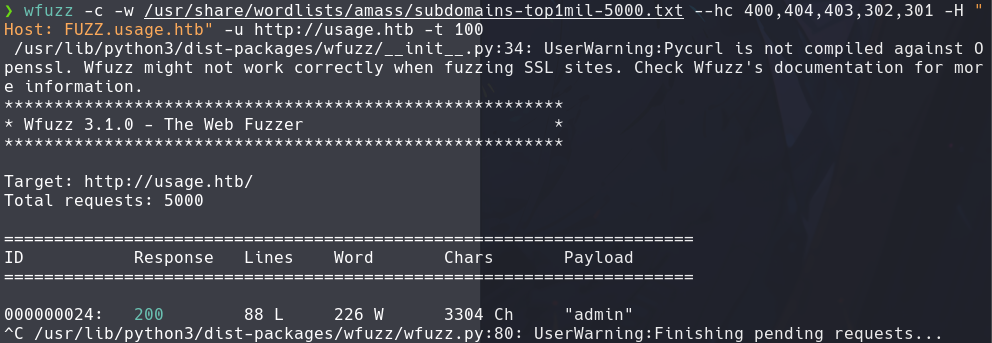 ❯ wfuzz -c -w /usr/share/wordlists/amass/subdomains-top1mil-5000.txt --hc 400,404,403,302,301 -H "
Host: FUZZ.usage.htb" -u http://usage.htb -t 100
 /usr/lib/python3/dist-packages/wfuzz/__init__.py:34: UserWarning:Pycurl is not compiled against O
penssl. Wfuzz might not work correctly when fuzzing SSL sites. Check Wfuzz's documentation for mor
e information.
********************************************************
* Wfuzz 3.1.0 - The Web Fuzzer                         *
********************************************************
Target: http://usage.htb/
Total requests: 5000
=====================================================================
ID           Response   Lines    Word       Chars       Payload
=====================================================================
000000024:   200        88 L     226 W      3304 Ch     "admin"
^C /usr/lib/python3/dist-packages/wfuzz/wfuzz.py:80: UserWarning:Finishing pending requests...